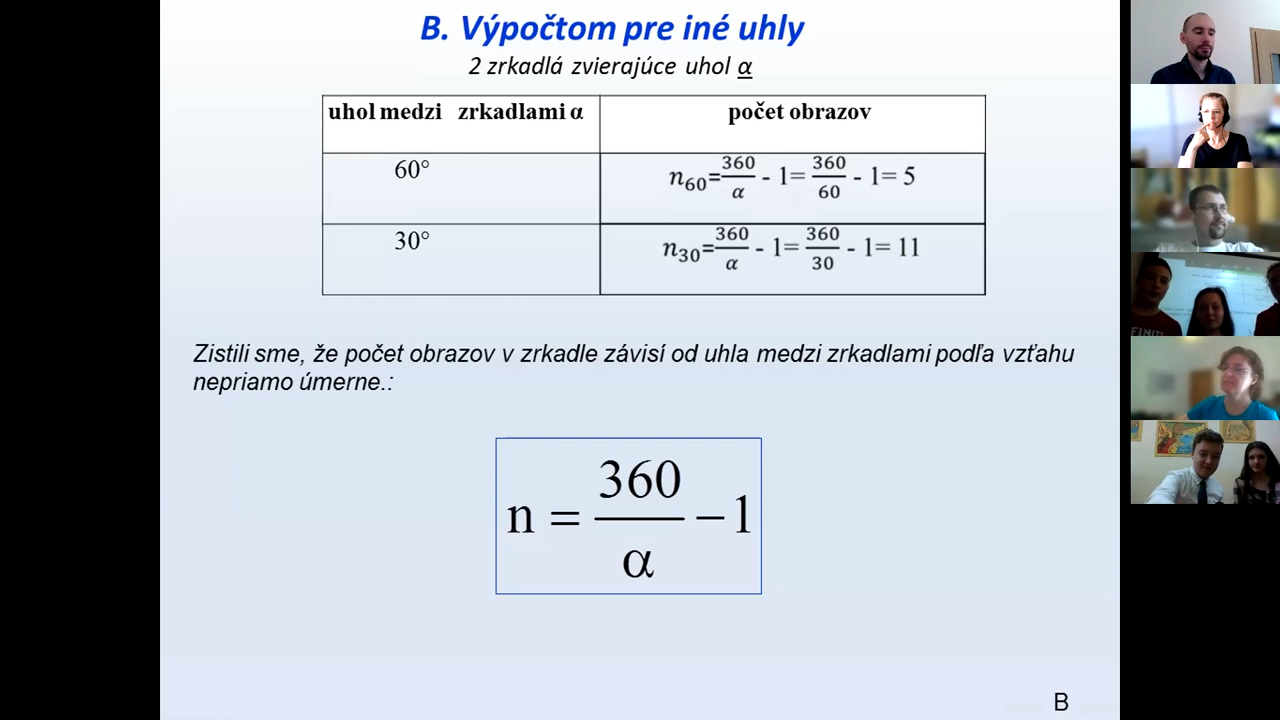 B. Výpočtom pre iné uhly
2 zrkadlá zvierajúce uhol α
uhol medzi zrkadlami α
počet obrazov
60°
n₆₀=360/α - 1= 360/60 - 1= 5
30°
n₃₀=360/α - 1= 360/30 - 1= 11
Zistili sme, že počet obrazov v zrkadle závisí od uhla medzi zrkadlami podľa vzťahu
nepriamo úmerne.:
n = 360/α − 1
B